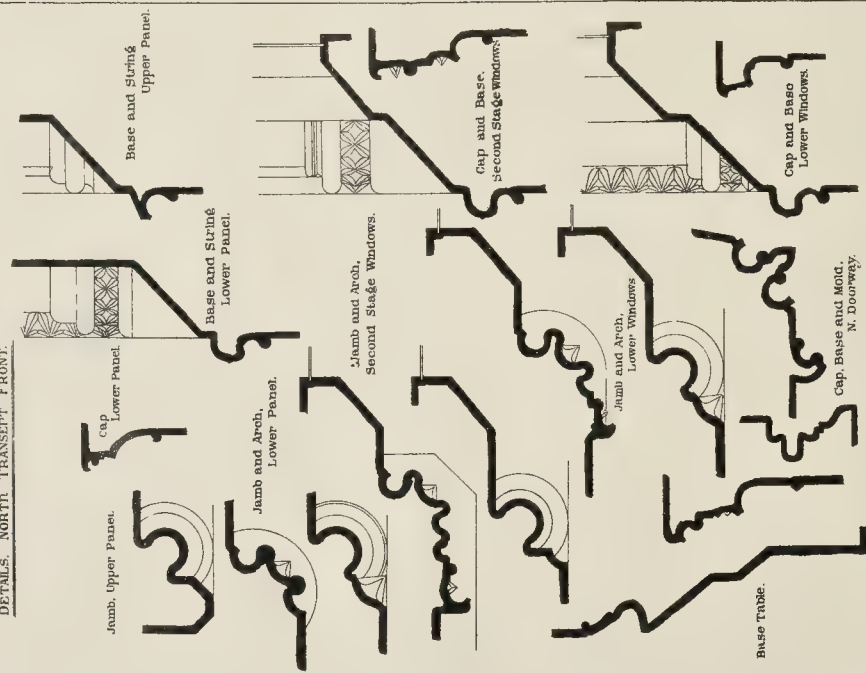 DETAILS. NORTH TRANSEPT FRONT.
Jamb, Upper Panel.
Cap
Lower Panel.
Base and String
Lower Panel.
Base and String
Upper Panel.
Jamb and Arch,
Lower Panel.
Jamb and Arch,
Second Stage Windows.
Cap and Base.
Second Stage Windows
Jamb and Arch,
Lower Windows
Cap and Base
Lower Windows.
Base Table.
Cap, Base and Mold,
N. Doorway.